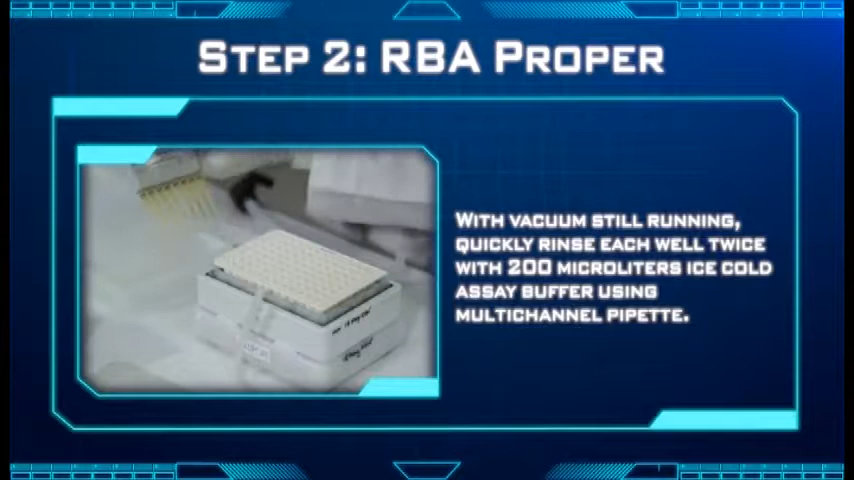 STEP 2: RBA PROPER
WITH VACUUM STILL RUNNING,
QUICKLY RINSE EACH WELL TWICE
WITH 200 MICROLITERS ICE COLD
ASSAY BUFFER USING
MULTICHANNEL PIPETTE.